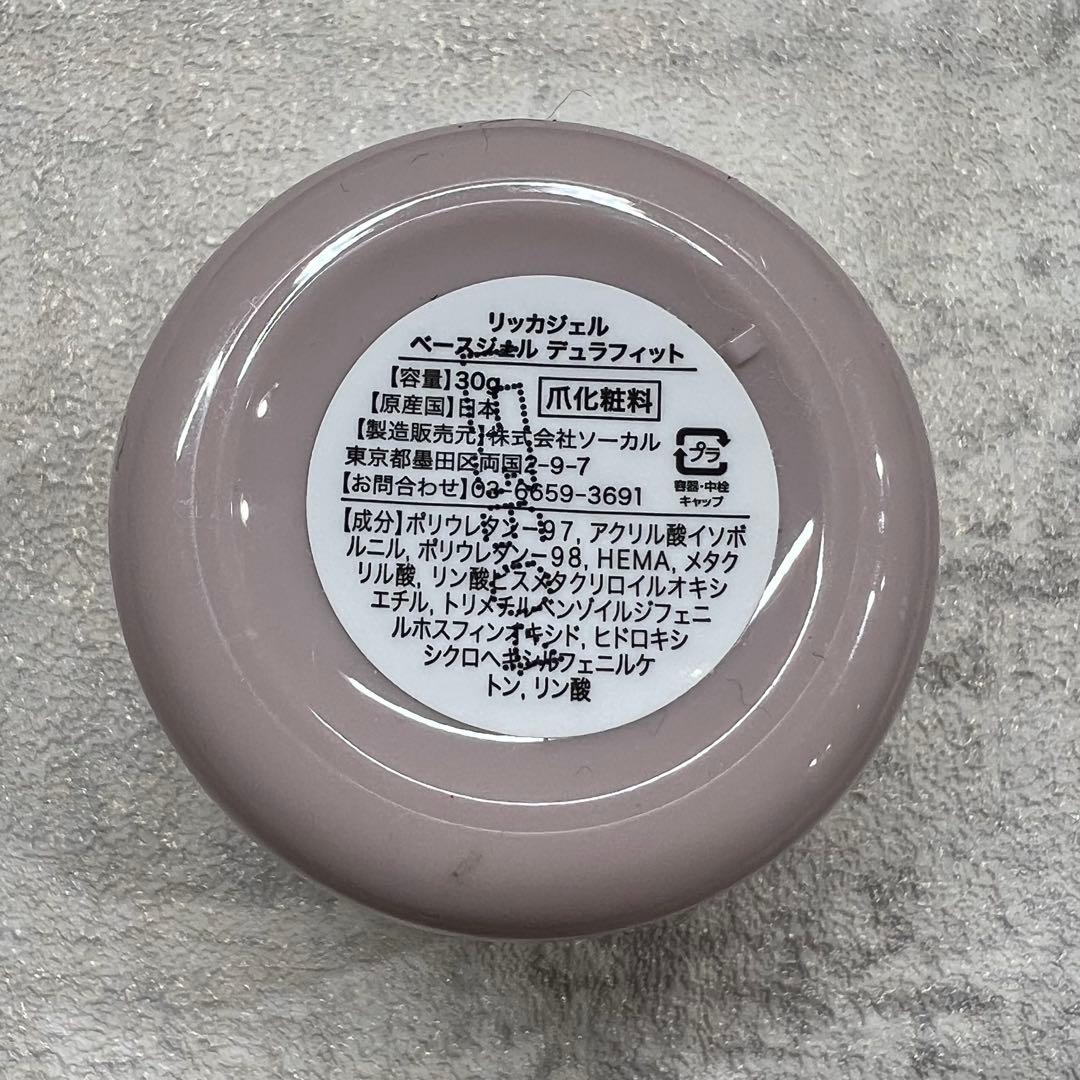 リッカジェル
ベースジェル デュラフィット
【容量】30g
【原産国】日本
爪化粧料
【製造販売元】株式会社ソーカル
東京都墨田区両国2-9-7
【お問合わせ】03-6659-3691
プラ
容器・中栓
キャップ
【成分】ポリウレタン－97, アクリル酸イソボ
ルニル, ポリウレタン－98, HEMA, メタク
リル酸, リン酸ビスメタクリロイルオキシ
エチル, トリメチルベンゾイルジフェニ
ルホスフィンオキシド, ヒドロキシ
シクロヘキシルフェニルケ
トン, リン酸